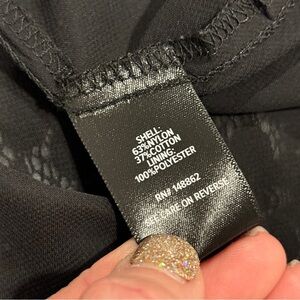 SHELL:
63%NYLON
37%COTTON
LINING:
100%POLYESTER
RN# 148862
SEE CARE ON REVERSE